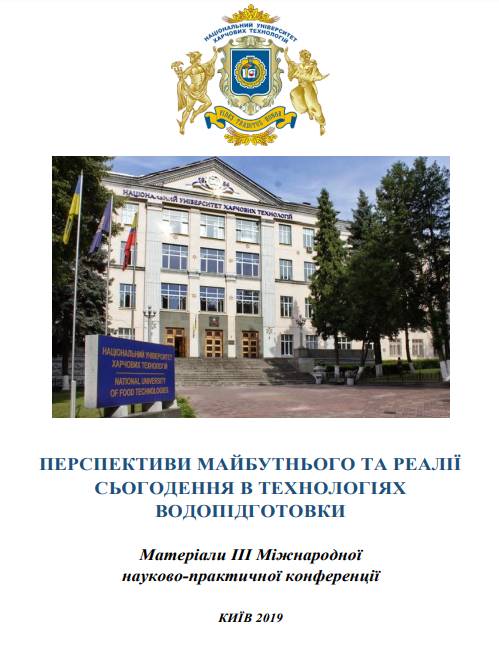 НАЦІОНАЛЬНИЙ УНІВЕРСИТЕТ
ХАРЧОВИХ ТЕХНОЛОГІЙ
НАЦІОНАЛЬНИЙ УНІВЕРСИТЕТ ХАРЧОВИХ ТЕХНОЛОГІЙ
НАЦІОНАЛЬНИЙ УНІВЕРСИТЕТ
ХАРЧОВИХ ТЕХНОЛОГІЙ
NATIONAL UNIVERSITY
OF FOOD TECHNOLOGIES
ПЕРСПЕКТИВИ МАЙБУТНЬОГО ТА РЕАЛІЇ
СЬОГОДЕННЯ В ТЕХНОЛОГІЯХ
ВОДОПІДГОТОВКИ
Матеріали ІІІ Міжнародної
науково-практичної конференції
КИЇВ 2019